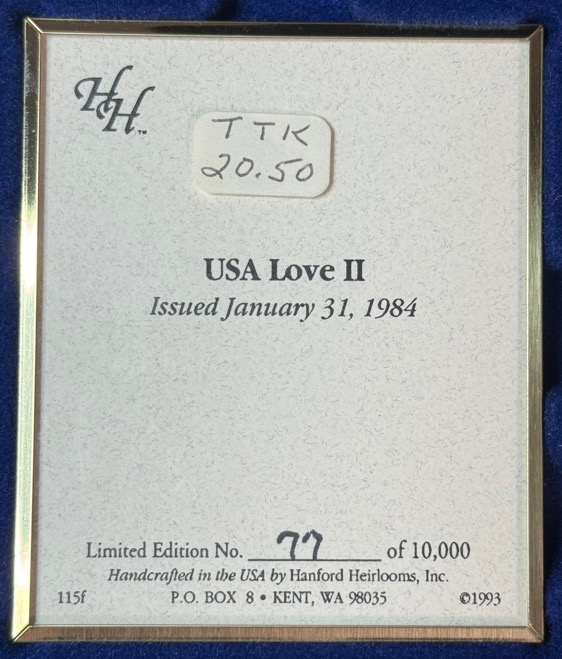 HH™
TTK
20.50
USA Love II
Issued January 31, 1984
Limited Edition No. 77 of 10,000
Handcrafted in the USA by Hanford Heirlooms, Inc.
115f P.O. BOX 8 • KENT, WA 98035 ©1993